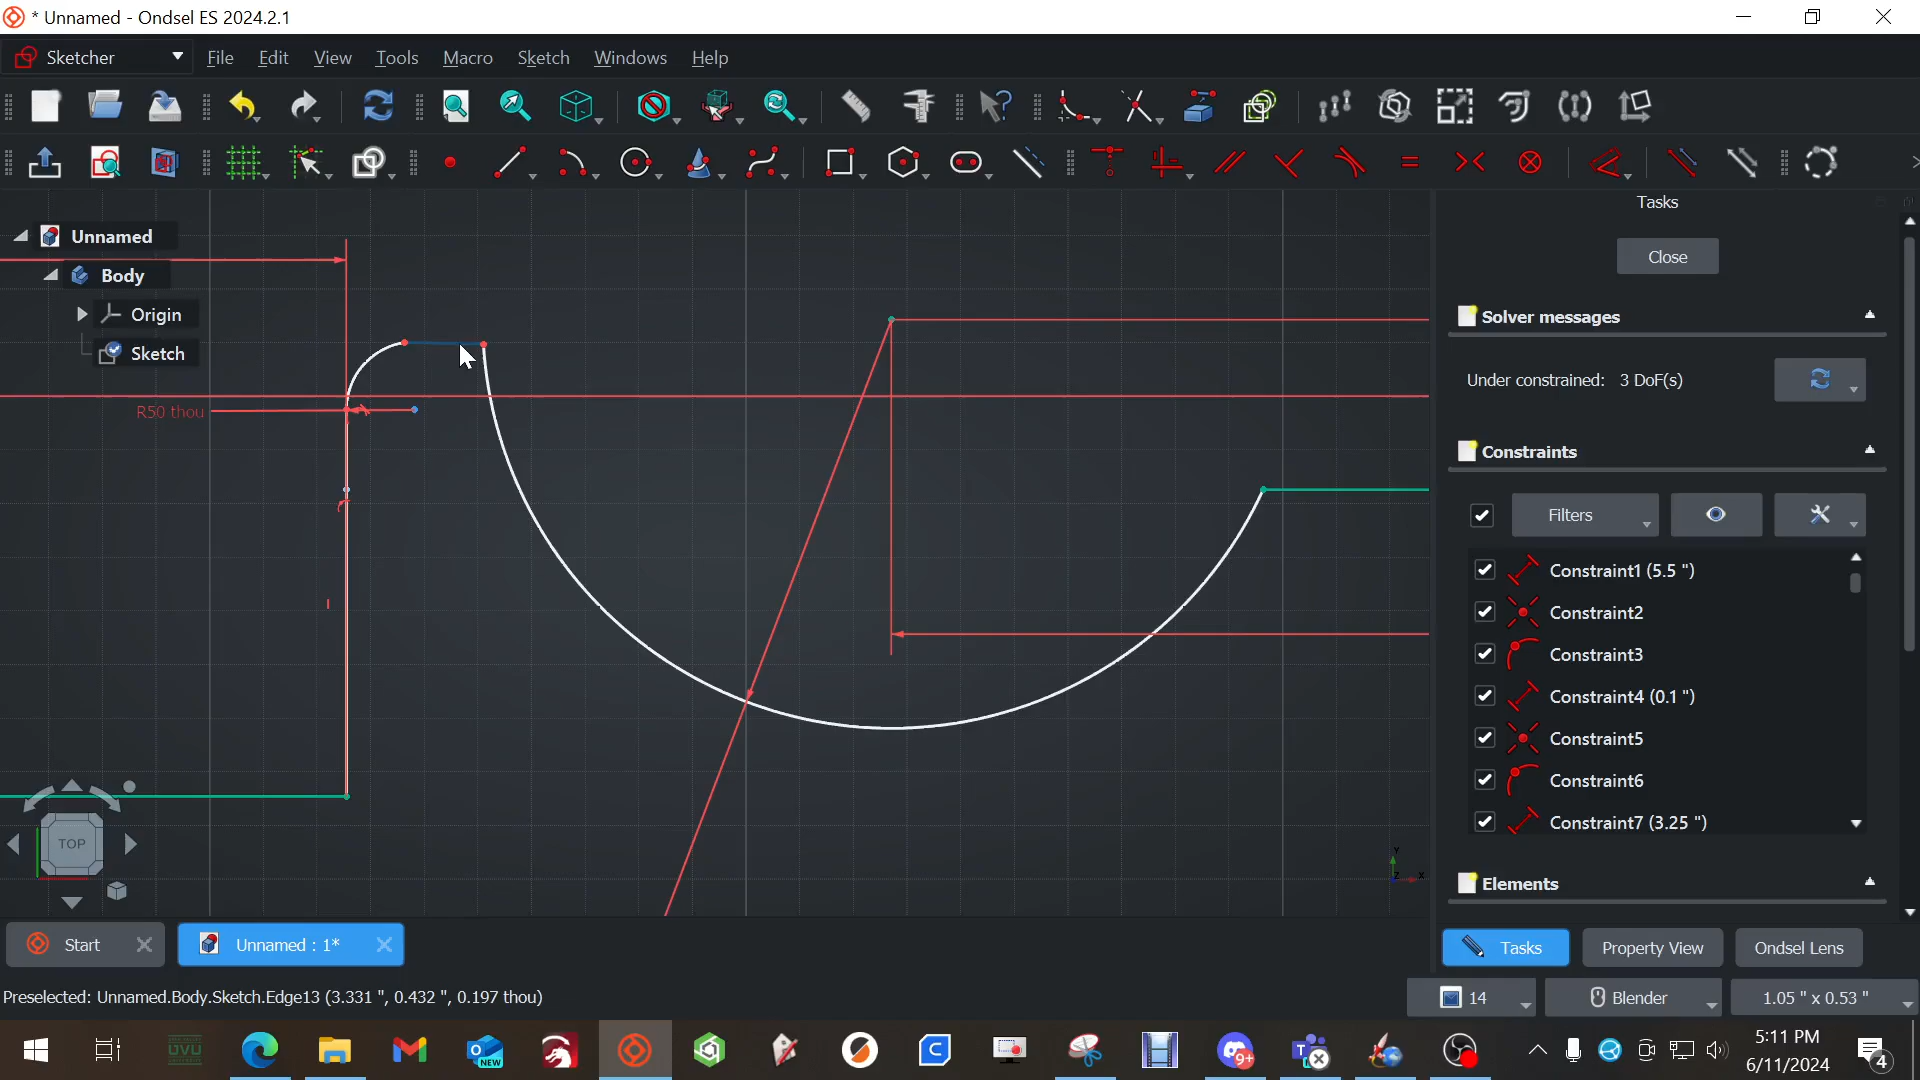 * Unnamed - Ondsel ES 2024.2.1
Sketcher File Edit View Tools Macro Sketch Windows Help
Tasks
Unnamed
Close
Body
Origin
Solver messages
Sketch
Under constrained: 3 DoF(s)
R50 thou
Constraints
Filters
Constraint1 (5.5 ")
Constraint2
Constraint3
Constraint4 (0.1 ")
Constraint5
Constraint6
Constraint7 (3.25 ")
TOP
Y
Z X
Elements
Start Unnamed : 1* Tasks Property View Ondsel Lens
Preselected: Unnamed.Body.Sketch.Edge13 (3.331 ", 0.432 ", 0.197 thou) 14 Blender 1.05 " x 0.53 "
OVU
NEW
9+
5:11 PM
6/11/2024
4